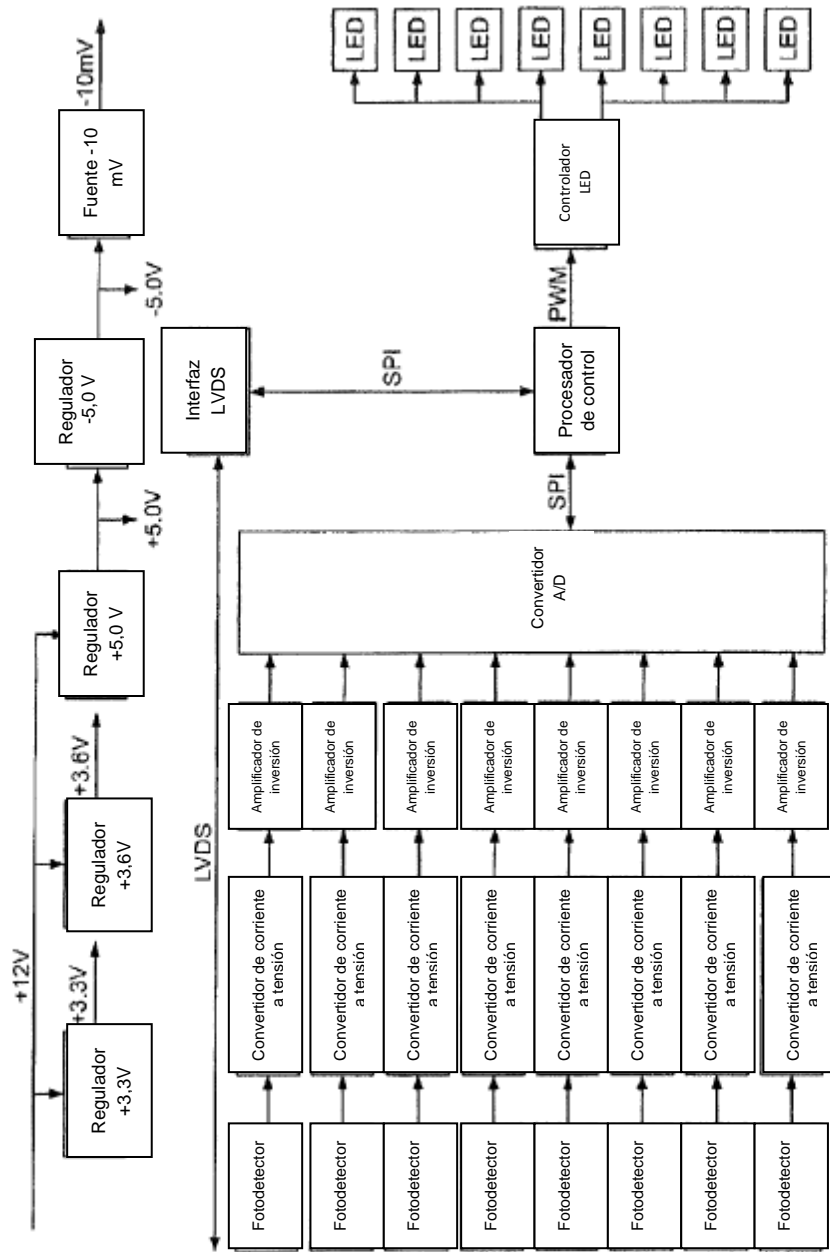 +12V
Regulador
+3,3V
+3.3V
Regulador
+3,6V
+3.6V
Regulador
+5,0 V
+5.0V
Regulador
-5,0 V
-5.0V
Fuente -10
mV
-10mV
LVDS
Interfaz
LVDS
SPI
Fotodetector
Convertidor de corriente
a tensión
Amplificador de
inversión
Fotodetector
Convertidor de corriente
a tensión
Amplificador de
inversión
Fotodetector
Convertidor de corriente
a tensión
Amplificador de
inversión
Fotodetector
Convertidor de corriente
a tensión
Amplificador de
inversión
Fotodetector
Convertidor de corriente
a tensión
Amplificador de
inversión
Fotodetector
Convertidor de corriente
a tensión
Amplificador de
inversión
Fotodetector
Convertidor de corriente
a tensión
Amplificador de
inversión
Fotodetector
Convertidor de corriente
a tensión
Amplificador de
inversión
Convertidor
A/D
SPI
Procesador
de control
PWM
Controlador
LED
LED
LED
LED
LED
LED
LED
LED
LED